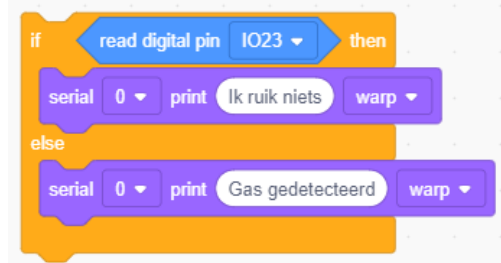 if read digital pin IO23 then
serial 0 print Ik ruik niets warp
else
serial 0 print Gas gedetecteerd warp